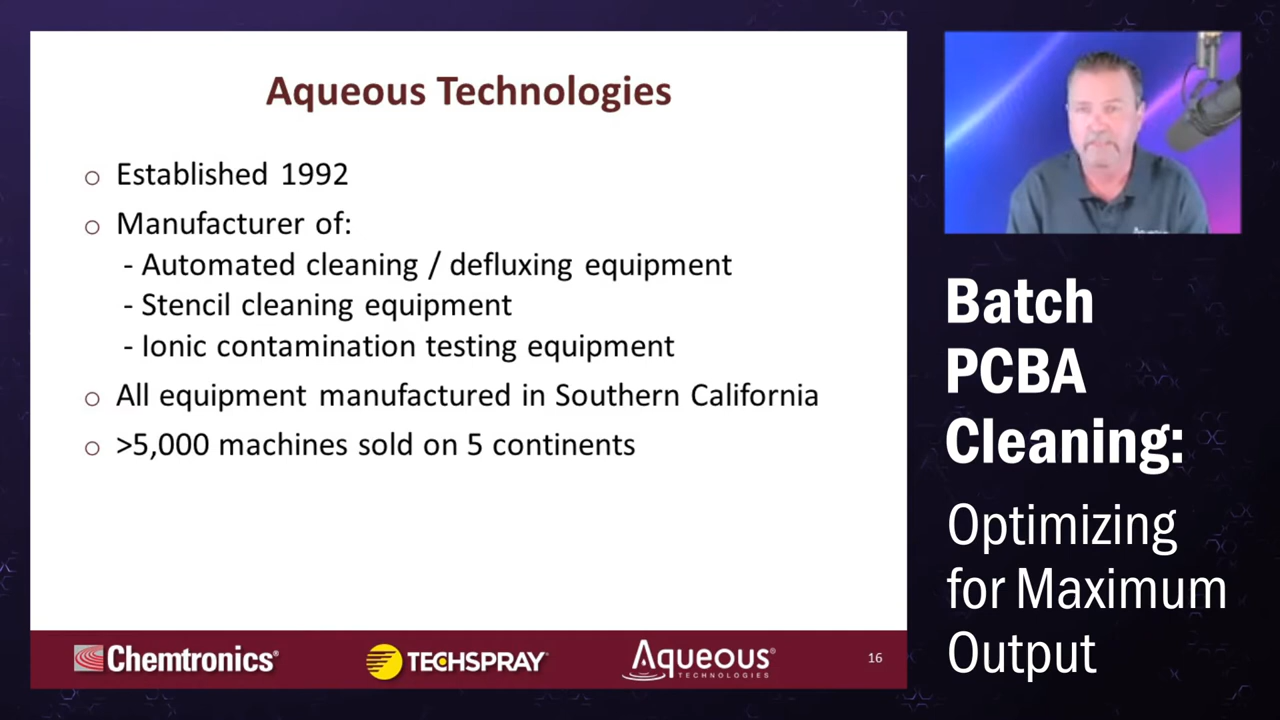 Aqueous Technologies
Established 1992
Manufacturer of:
- Automated cleaning / defluxing equipment
- Stencil cleaning equipment
- Ionic contamination testing equipment
All equipment manufactured in Southern California
>5,000 machines sold on 5 continents
Chemtronics®
TECHSPRAY®
Aqueous®
TECHNOLOGIES
16
Batch
PCBA
Cleaning:
Optimizing
for Maximum
Output